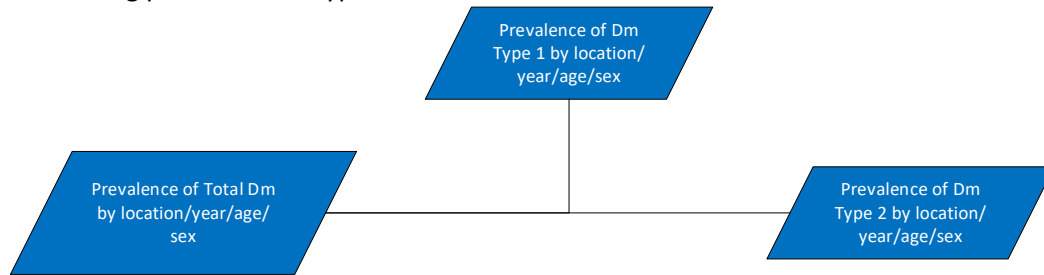 Prevalence of Dm
Type 1 by location/
year/age/sex
Prevalence of Total Dm
by location/year/age/
sex
Prevalence of Dm
Type 2 by location/
year/age/sex